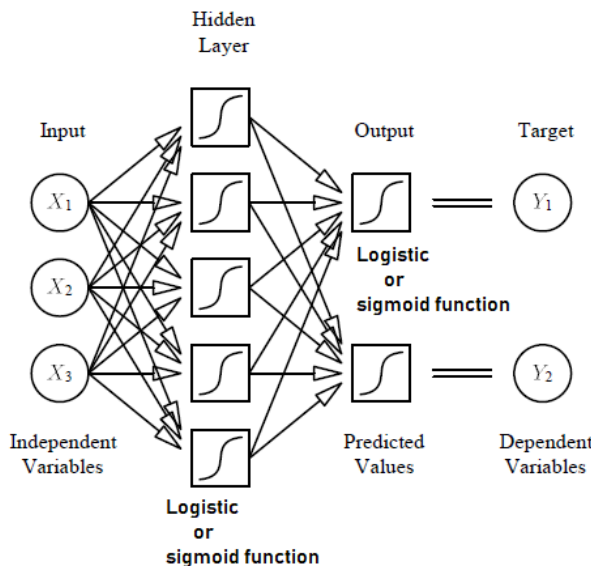 Hidden
Layer
Input
Output
Target
X1
Y1
Logistic
or
sigmoid function
X2
X3
Y2
Independent
Variables
Predicted
Values
Dependent
Variables
Logistic
or
sigmoid function